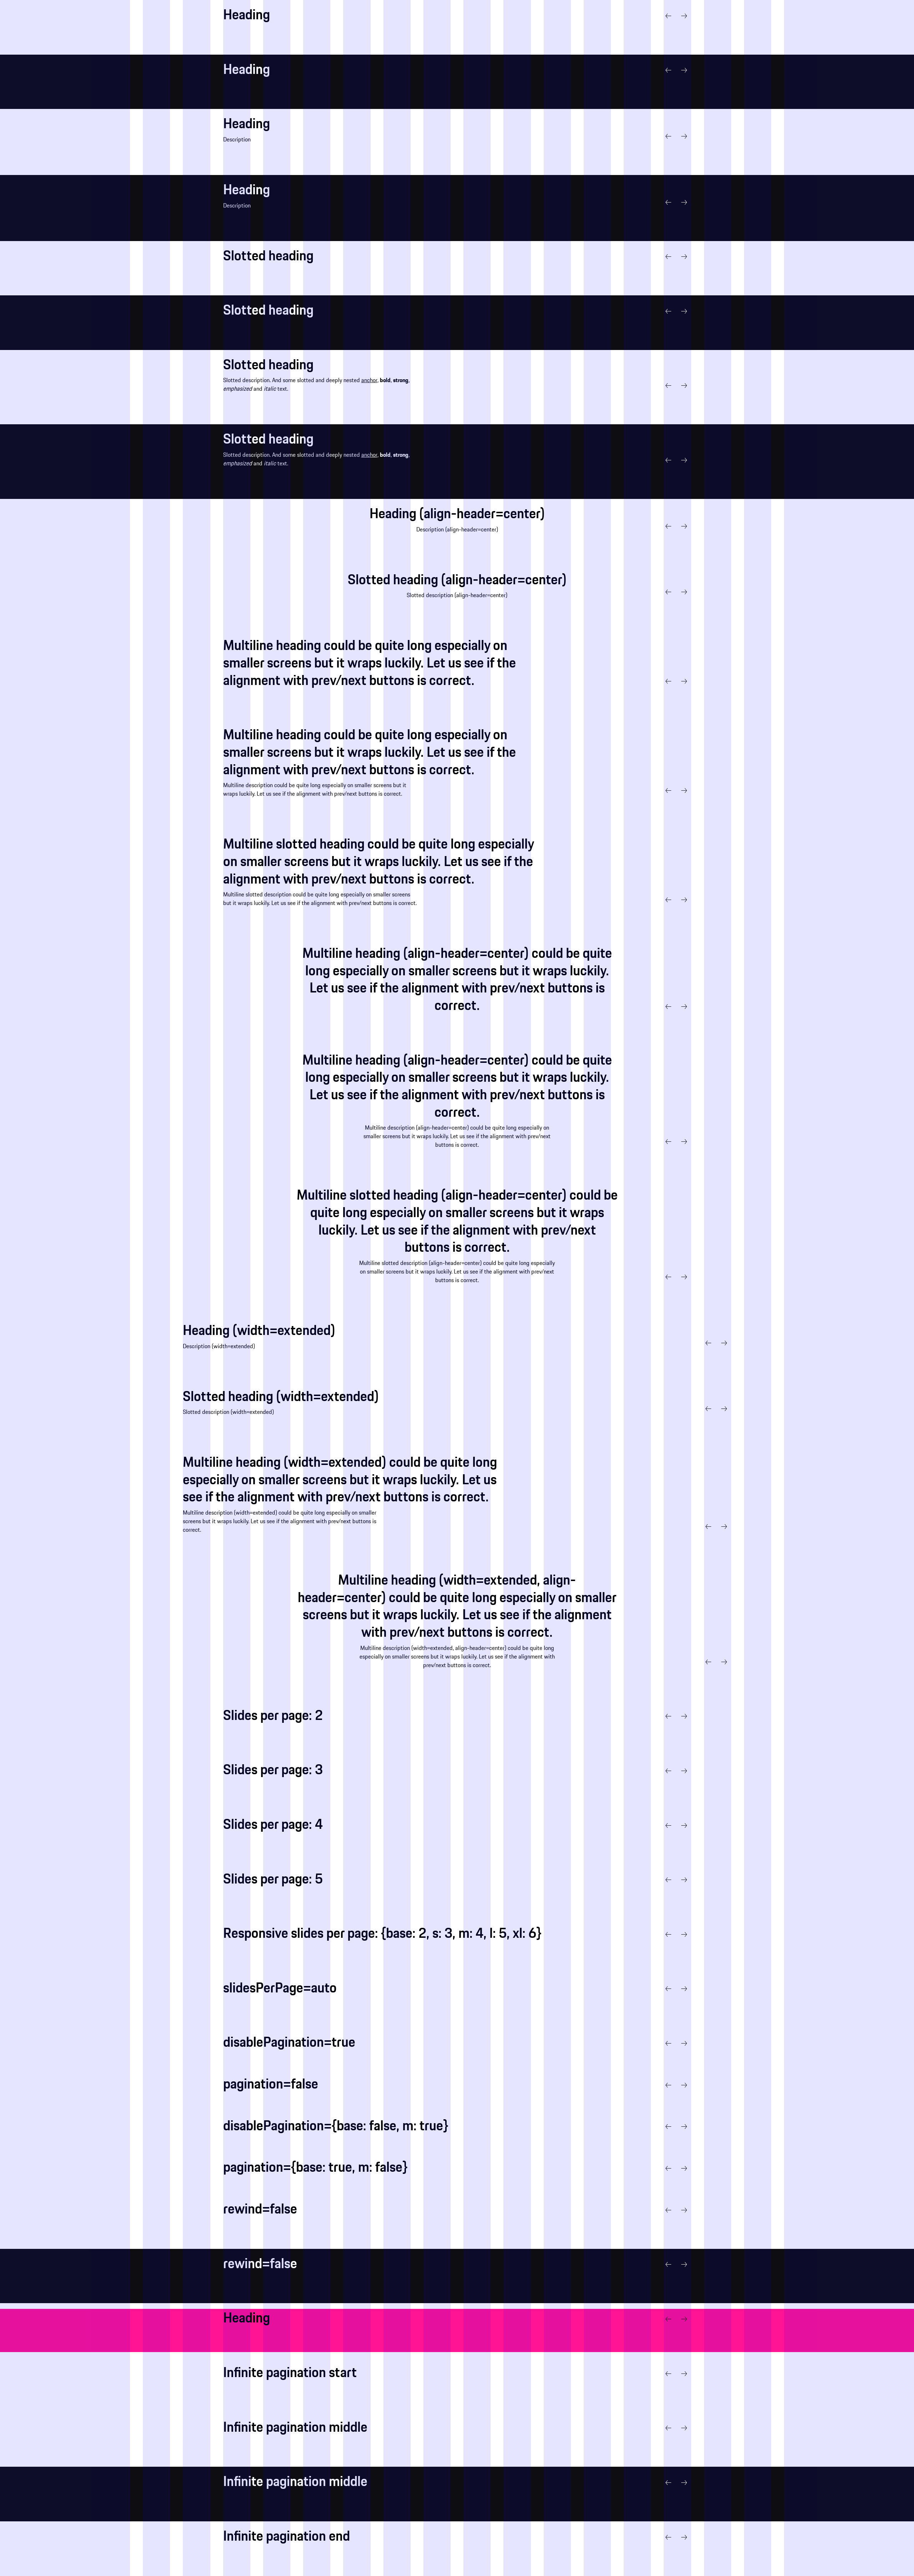 Heading
Heading
Heading
Description
Heading
Description
Slotted heading
Slotted heading
Slotted heading
Slotted description. And some slotted and deeply nested anchor, bold, strong,
emphasized and italic text.
Slotted heading
Slotted description. And some slotted and deeply nested anchor, bold, strong,
emphasized and italic text.
Heading (align-header=center)
Description (align-header=center)
Slotted heading (align-header=center)
Slotted description (align-header=center)
Multiline heading could be quite long especially on
smaller screens but it wraps luckily. Let us see if the
alignment with prev/next buttons is correct.
Multiline heading could be quite long especially on
smaller screens but it wraps luckily. Let us see if the
alignment with prev/next buttons is correct.
Multiline description could be quite long especially on smaller screens but it
wraps luckily. Let us see if the alignment with prev/next buttons is correct.
Multiline slotted heading could be quite long especially
on smaller screens but it wraps luckily. Let us see if the
alignment with prev/next buttons is correct.
Multiline slotted description could be quite long especially on smaller screens
but it wraps luckily. Let us see if the alignment with prev/next buttons is correct.
Multiline heading (align-header=center) could be quite
long especially on smaller screens but it wraps luckily.
Let us see if the alignment with prev/next buttons is
correct.
Multiline heading (align-header=center) could be quite
long especially on smaller screens but it wraps luckily.
Let us see if the alignment with prev/next buttons is
correct.
Multiline description (align-header=center) could be quite long especially on
smaller screens but it wraps luckily. Let us see if the alignment with prev/next
buttons is correct.
Multiline slotted heading (align-header=center) could be
quite long especially on smaller screens but it wraps
luckily. Let us see if the alignment with prev/next
buttons is correct.
Multiline slotted description (align-header=center) could be quite long especially
on smaller screens but it wraps luckily. Let us see if the alignment with prev/next
buttons is correct.
Heading (width=extended)
Description (width=extended)
Slotted heading (width=extended)
Slotted description (width=extended)
Multiline heading (width=extended) could be quite long
especially on smaller screens but it wraps luckily. Let us
see if the alignment with prev/next buttons is correct.
Multiline description (width=extended) could be quite long especially on smaller
screens but it wraps luckily. Let us see if the alignment with prev/next buttons is
correct.
Multiline heading (width=extended, align-
header=center) could be quite long especially on smaller
screens but it wraps luckily. Let us see if the alignment
with prev/next buttons is correct.
Multiline description (width=extended, align-header=center) could be quite long
especially on smaller screens but it wraps luckily. Let us see if the alignment with
prev/next buttons is correct.
Slides per page: 2
Slides per page: 3
Slides per page: 4
Slides per page: 5
Responsive slides per page: {base: 2, s: 3, m: 4, l: 5, xl: 6}
slidesPerPage=auto
disablePagination=true
pagination=false
disablePagination={base: false, m: true}
pagination={base: true, m: false}
rewind=false
rewind=false
Heading
Infinite pagination start
Infinite pagination middle
Infinite pagination middle
Infinite pagination end